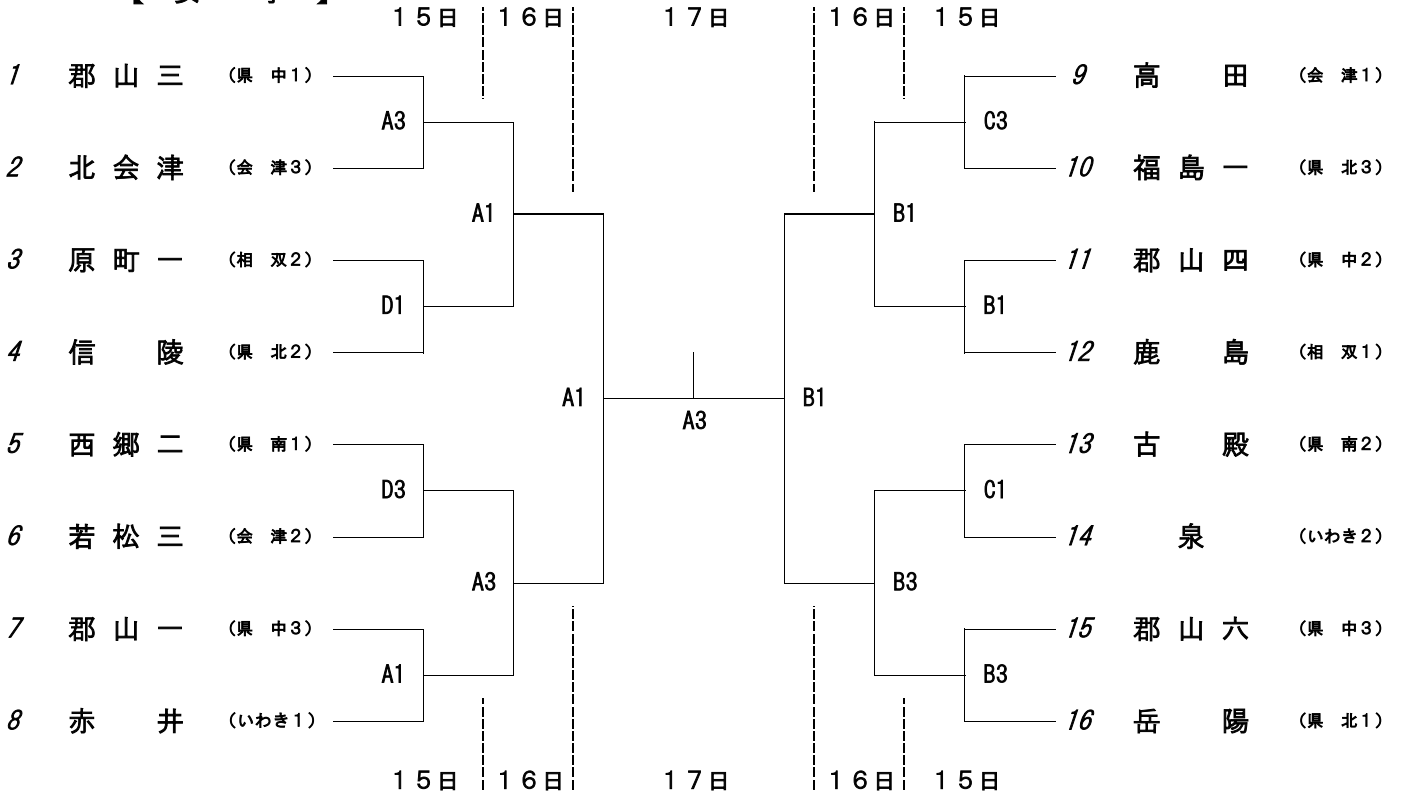 15日 16日 17日 16日 15日
1 郡山三 (県 中1) 9 高田 (会 津1)
A3 C3
2 北会津 (会 津3) 10 福島一 (県 北3)
A1 B1
3 原町一 (相 双2) 11 郡山四 (県 中2)
D1 B1
4 信陵 (県 北2) 12 鹿島 (相 双1)
A1 B1
A3
5 西郷二 (県 南1) 13 古殿 (県 南2)
D3 C1
6 若松三 (会 津2) 14 泉 (いわき2)
A3 B3
7 郡山一 (県 中3) 15 郡山六 (県 中3)
A1 B3
8 赤井 (いわき1) 16 岳陽 (県 北1)
15日 16日 17日 16日 15日